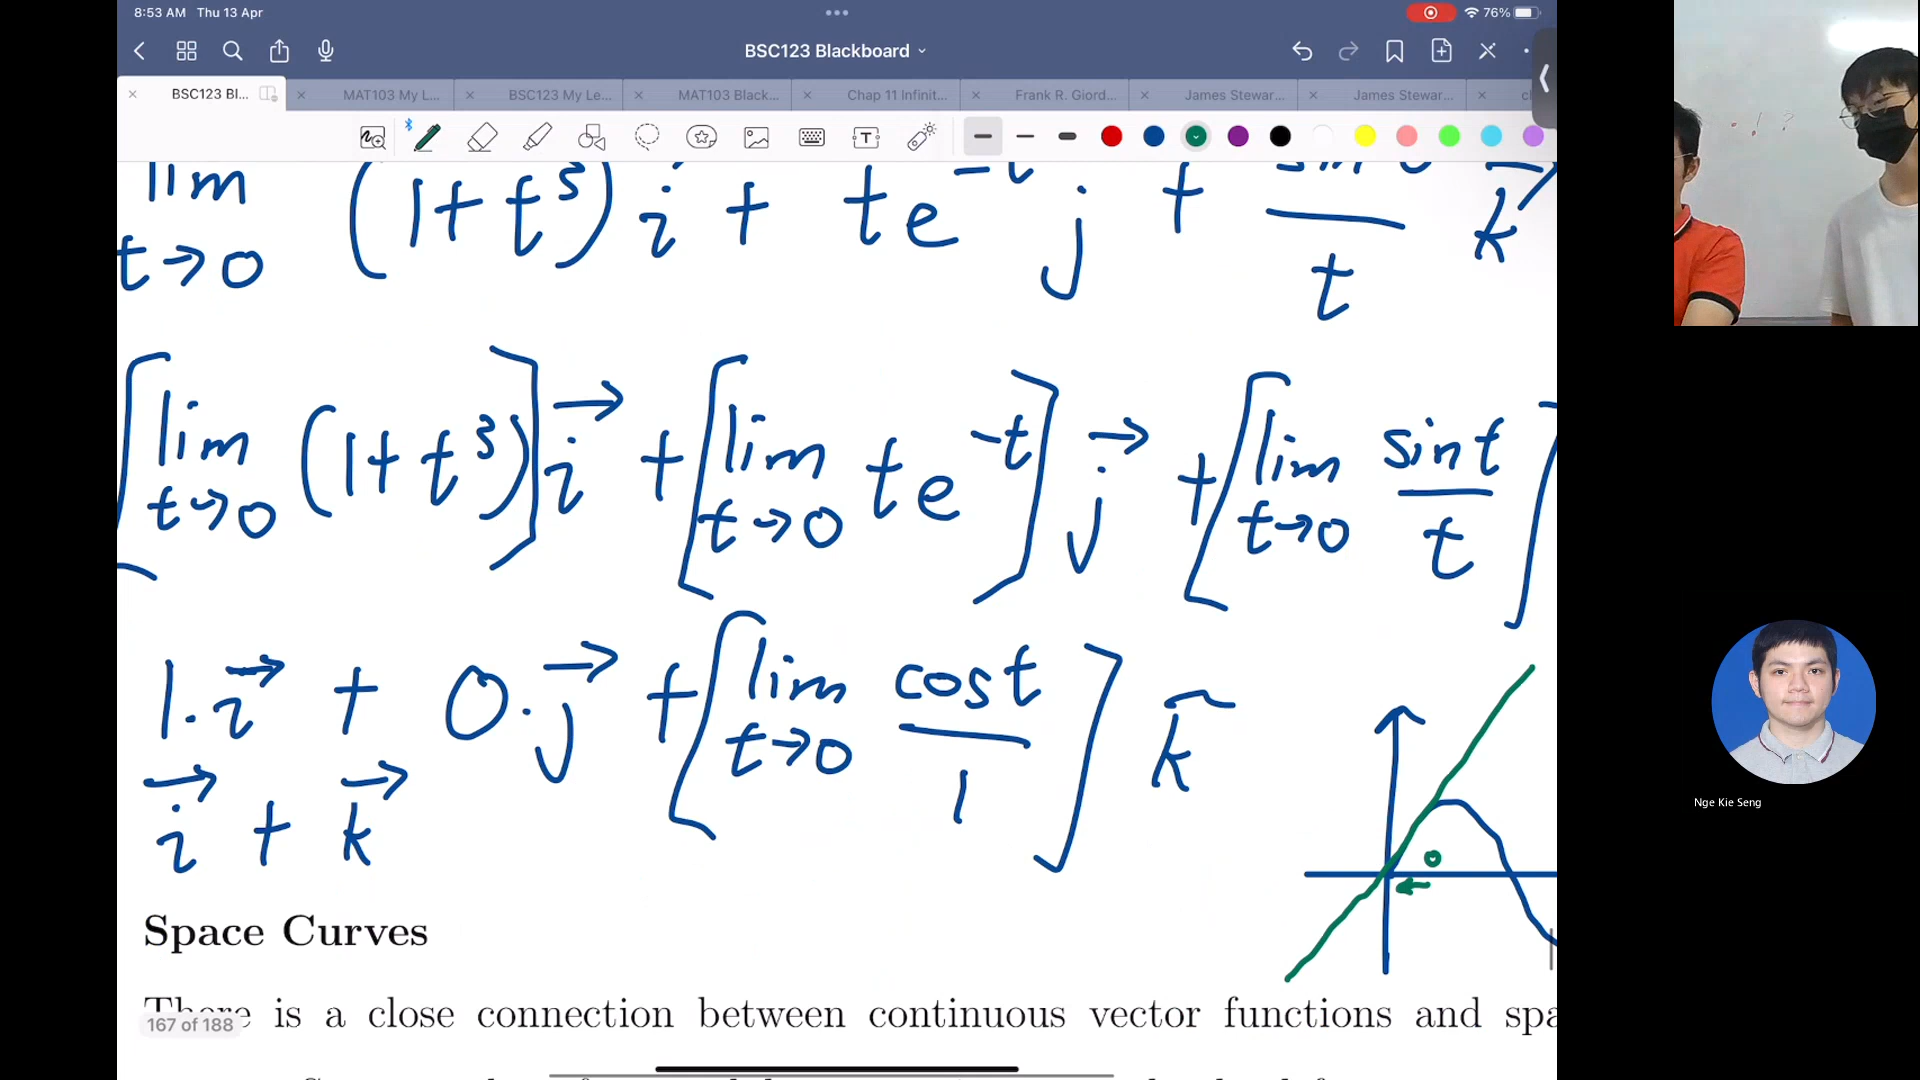 8:53 AM Thu 13 Apr 76%
BSC123 Blackboard
BSC123 Bl... MAT103 My L... BSC123 My Le... MAT103 Black... Chap 11 Infinit... Frank R. Giord... James Stewar... James Stewar...
lim t→0 (1+t³) i + te^-t j + sin t/t k
[lim t→0 (1+t³)] i + [lim t→0 te^-t] j + [lim t→0 sin t/t]
1·i + 0·j + [lim t→0 cos t/1] k
i + k
Space Curves
There is a close connection between continuous vector functions and spa
167 of 188
Nge Kie Seng